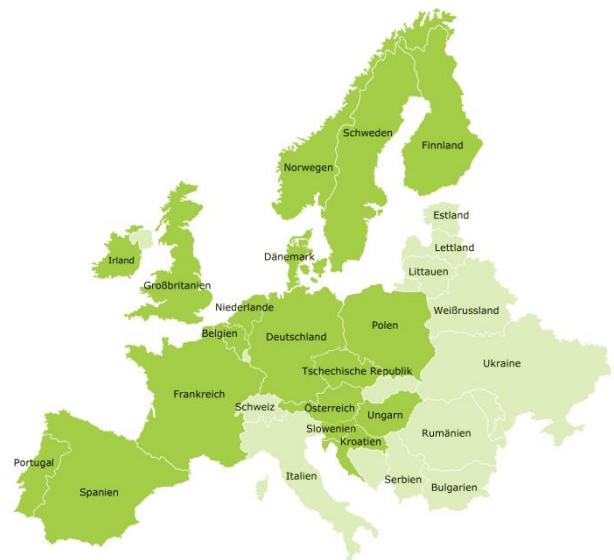 Schweden
Finnland
Norwegen
Estland
Lettland
Dänemark
Irland
Littauen
Großbritanien
Niederlande
Weißrussland
Belgien
Deutschland
Polen
Ukraine
Tschechische Republik
Frankreich
Schweiz
Österreich
Ungarn
Slowenien
Rumänien
Kroatien
Portugal
Italien
Serbien
Bulgarien
Spanien